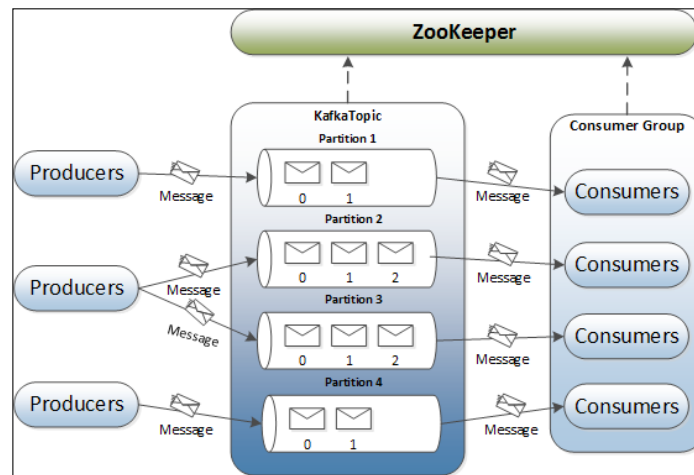 ZooKeeper
KafkaTopic
Consumer Group
Partition 1
Producers
Message
0 1
Message
Consumers
Partition 2
Producers
Message
0 1 2
Message
Consumers
Partition 3
Message
0 1 2
Message
Consumers
Partition 4
Producers
Message
0 1
Message
Consumers